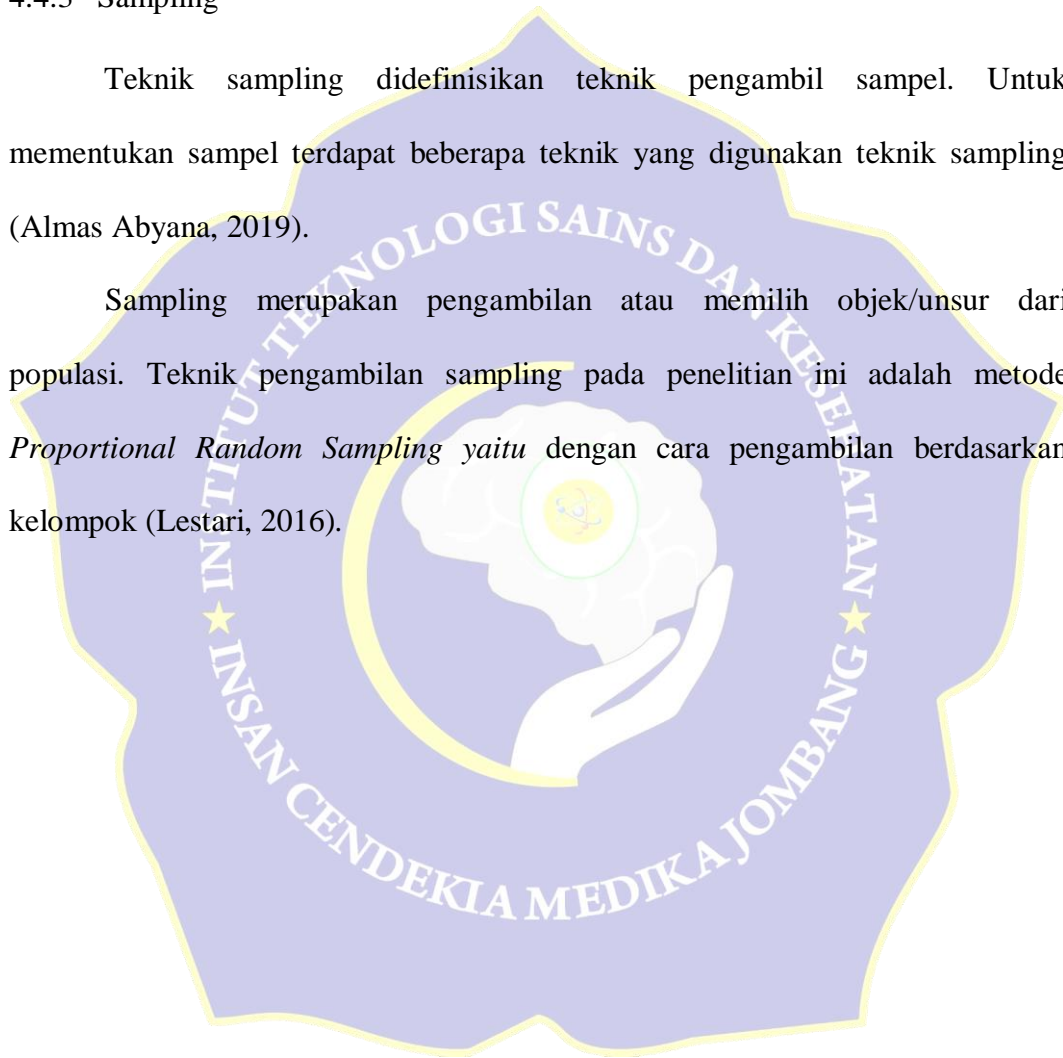 4.4.3 Sampling
Teknik sampling didefinisikan teknik pengambil sampel. Untuk
mementukan sampel terdapat beberapa teknik yang digunakan teknik sampling
(Almas Abyana, 2019).
Sampling merupakan pengambilan atau memilih objek/unsur dari
populasi. Teknik pengambilan sampling pada penelitian ini adalah metode
Proportional Random Sampling yaitu dengan cara pengambilan berdasarkan
kelompok (Lestari, 2016).
INSTITUT TEKNOLOGI SAINS DAN KESEHATAN
INSAN CENDEKIA MEDIKA JOMBANG